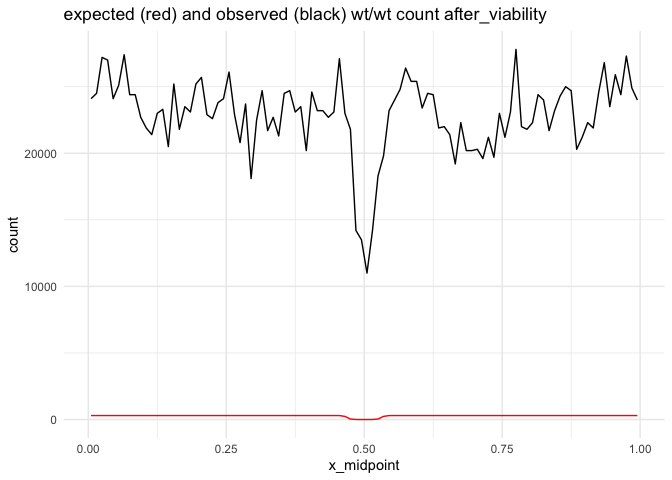 expected (red) and observed (black) wt/wt count after_viability
count
20000
10000
0
0.00 0.25 0.50 0.75 1.00
x_midpoint